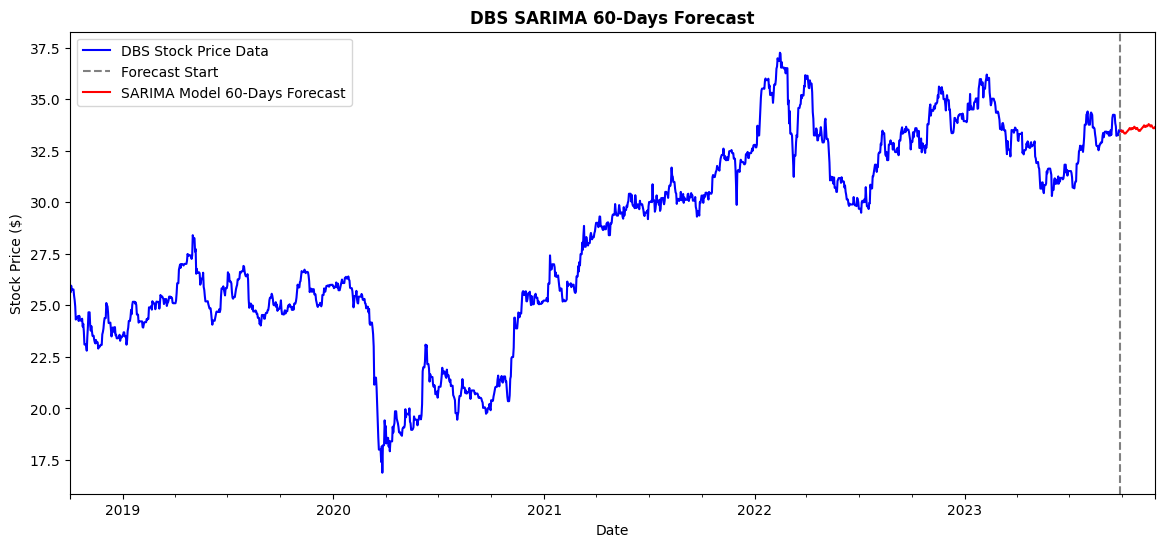 DBS SARIMA 60-Days Forecast
DBS Stock Price Data
Forecast Start
SARIMA Model 60-Days Forecast
37.5
35.0
32.5
30.0
27.5
25.0
22.5
20.0
17.5
Stock Price ($)
2019 2020 2021 2022 2023
Date